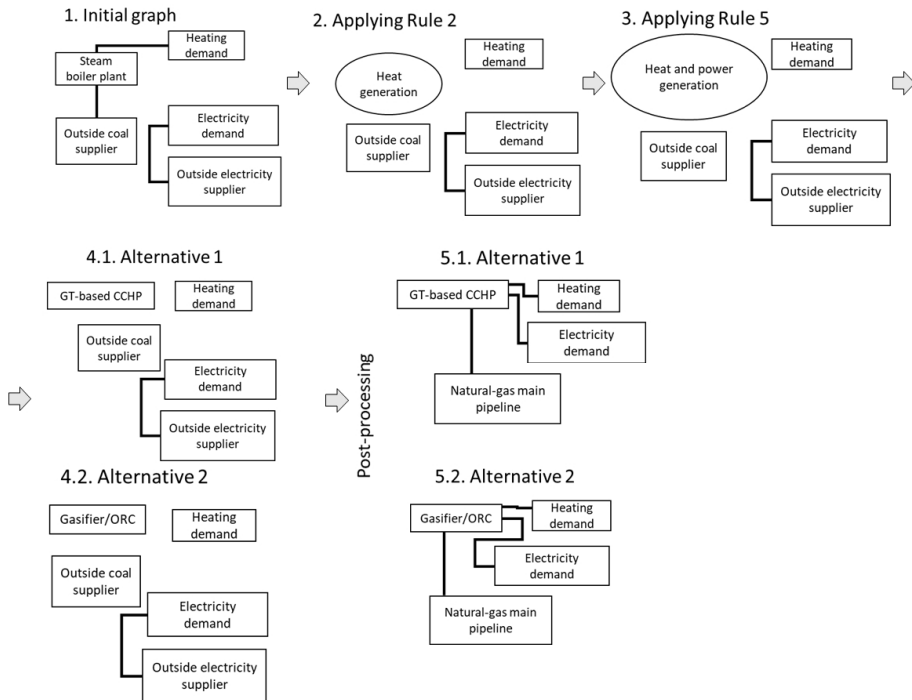 1. Initial graph
Heating
demand
Steam
boiler plant
Outside coal
supplier
Electricity
demand
Outside electricity
supplier
2. Applying Rule 2
Heating
demand
Heat
generation
Outside coal
supplier
Electricity
demand
Outside electricity
supplier
3. Applying Rule 5
Heating
demand
Heat and power
generation
Outside coal
supplier
Electricity
demand
Outside electricity
supplier
4.1. Alternative 1
GT-based CCHP
Heating
demand
Outside coal
supplier
Electricity
demand
Outside electricity
supplier
4.2. Alternative 2
Gasifier/ORC
Heating
demand
Outside coal
supplier
Electricity
demand
Outside electricity
supplier
Post-processing
5.1. Alternative 1
GT-based CCHP
Heating
demand
Electricity
demand
Natural-gas main
pipeline
5.2. Alternative 2
Gasifier/ORC
Heating
demand
Electricity
demand
Natural-gas main
pipeline